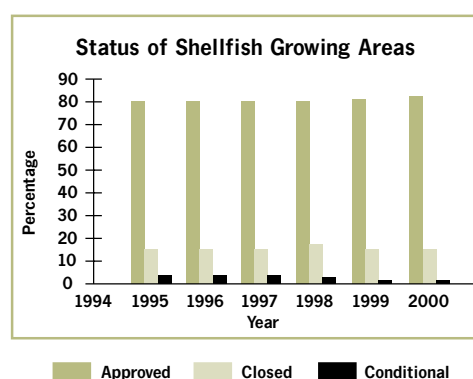 Status of Shellfish Growing Areas
90
80
70
60
50
40
30
20
10
0
Percentage
1994 1995 1996 1997 1998 1999 2000
Year
Approved Closed Conditional